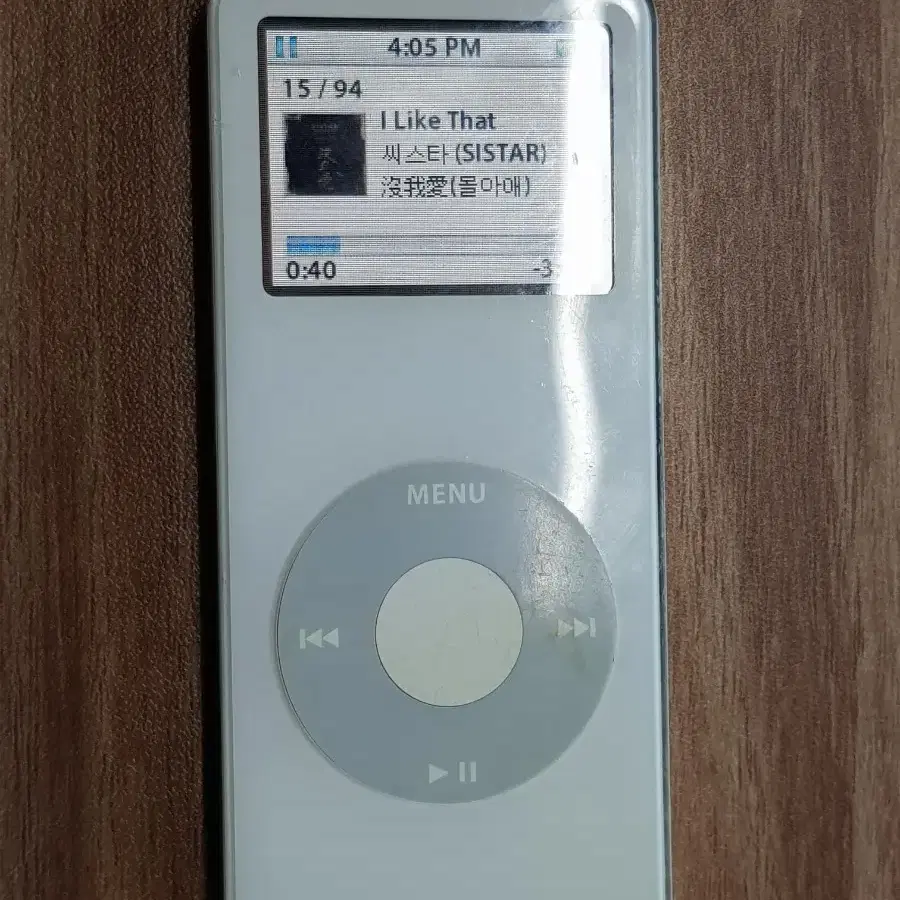 4:05 PM
15 / 94
I Like That
씨스타 (SISTAR)
沒我愛(몰아애)
0:40
-3
MENU